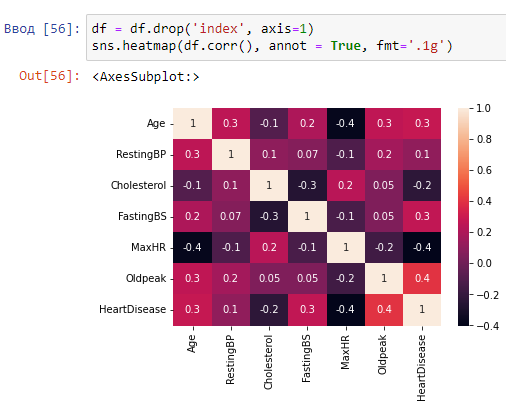 Ввод [56]: df = df.drop('index', axis=1)
sns.heatmap(df.corr(), annot = True, fmt='.1g')
Out[56]: <AxesSubplot:>
Age 1 0.3 -0.1 0.2 -0.4 0.3 0.3
RestingBP 0.3 1 0.1 0.07 -0.1 0.2 0.1
Cholesterol -0.1 0.1 1 -0.3 0.2 0.05 -0.2
FastingBS 0.2 0.07 -0.3 1 -0.1 0.05 0.3
MaxHR -0.4 -0.1 0.2 -0.1 1 -0.2 -0.4
Oldpeak 0.3 0.2 0.05 0.05 -0.2 1 0.4
HeartDisease 0.3 0.1 -0.2 0.3 -0.4 0.4 1
Age RestingBP Cholesterol FastingBS MaxHR Oldpeak HeartDisease
1.0
0.8
0.6
0.4
0.2
0.0
−0.2
−0.4